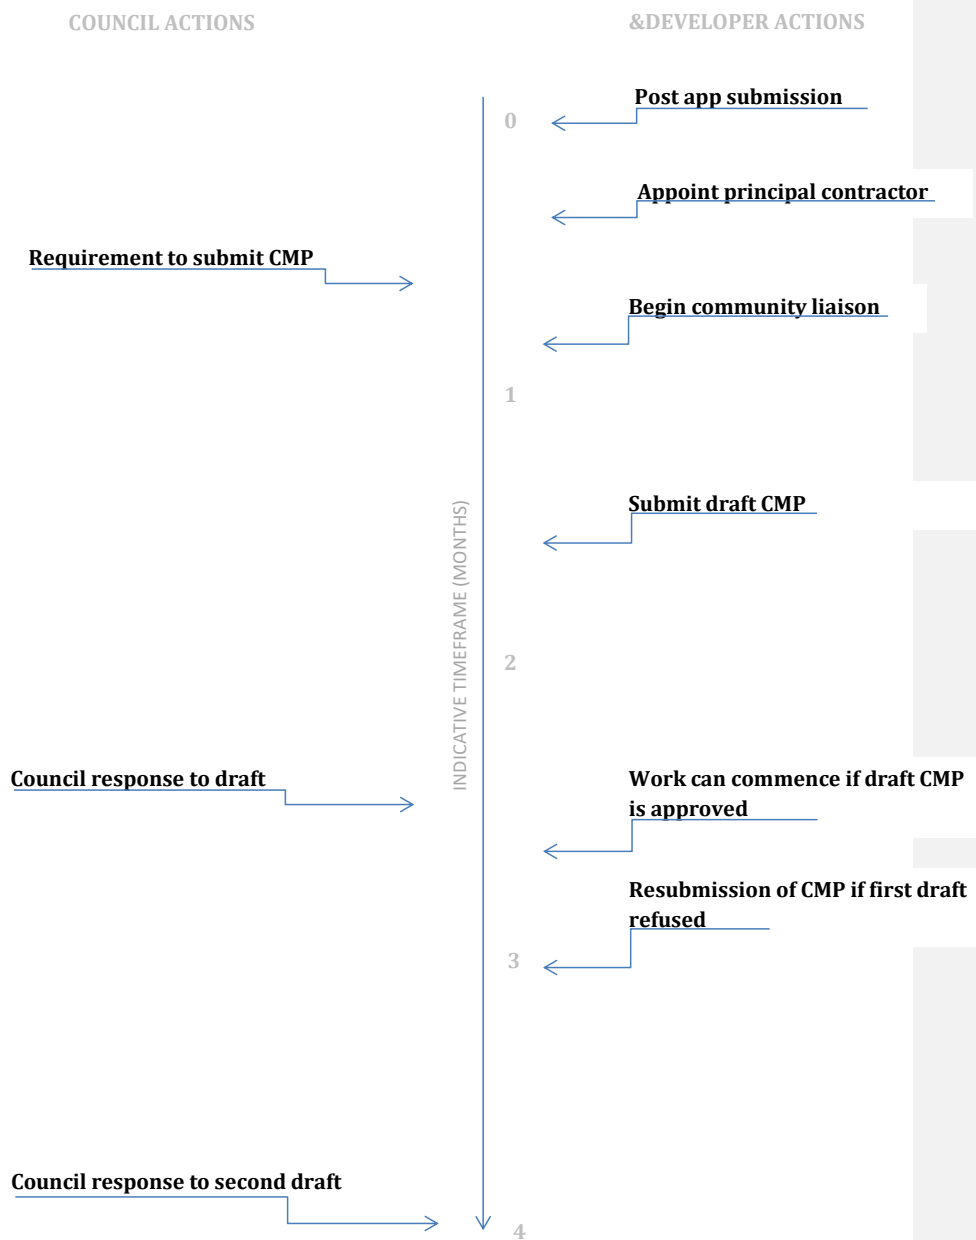 COUNCIL ACTIONS
&DEVELOPER ACTIONS
Post app submission
0
Appoint principal contractor
Requirement to submit CMP
Begin community liaison
1
Submit draft CMP
INDICATIVE TIMEFRAME (MONTHS)
2
Council response to draft
Work can commence if draft CMP
is approved
Resubmission of CMP if first draft
refused
3
Council response to second draft
4